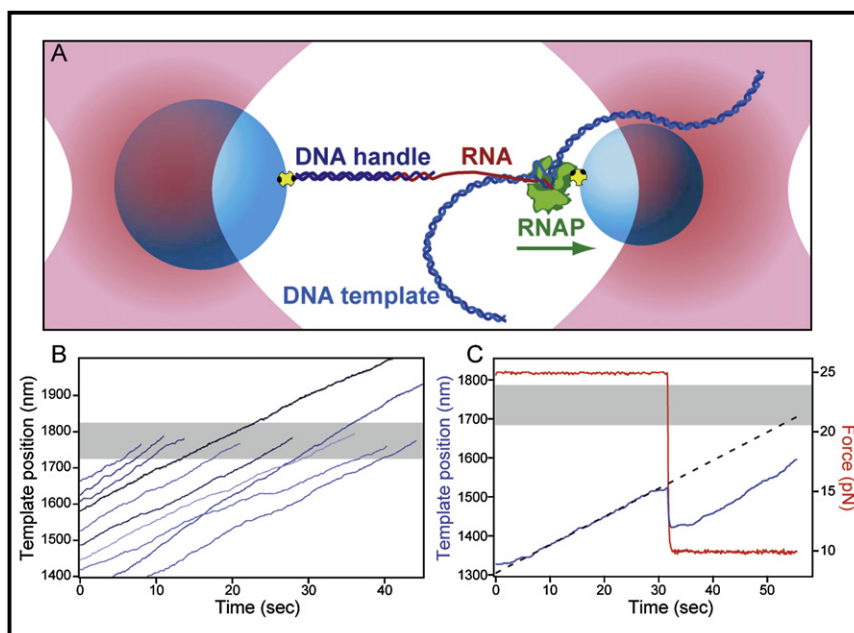 A
DNA handle
RNA
RNAP
DNA template
B
Template position (nm)
1900
1800
1700
1600
1500
1400
0
10
20
30
40
Time (sec)
C
Template position (nm)
1800
1700
1600
1500
1400
1300
0
10
20
30
40
50
Time (sec)
25
20
15
10
Force (pN)